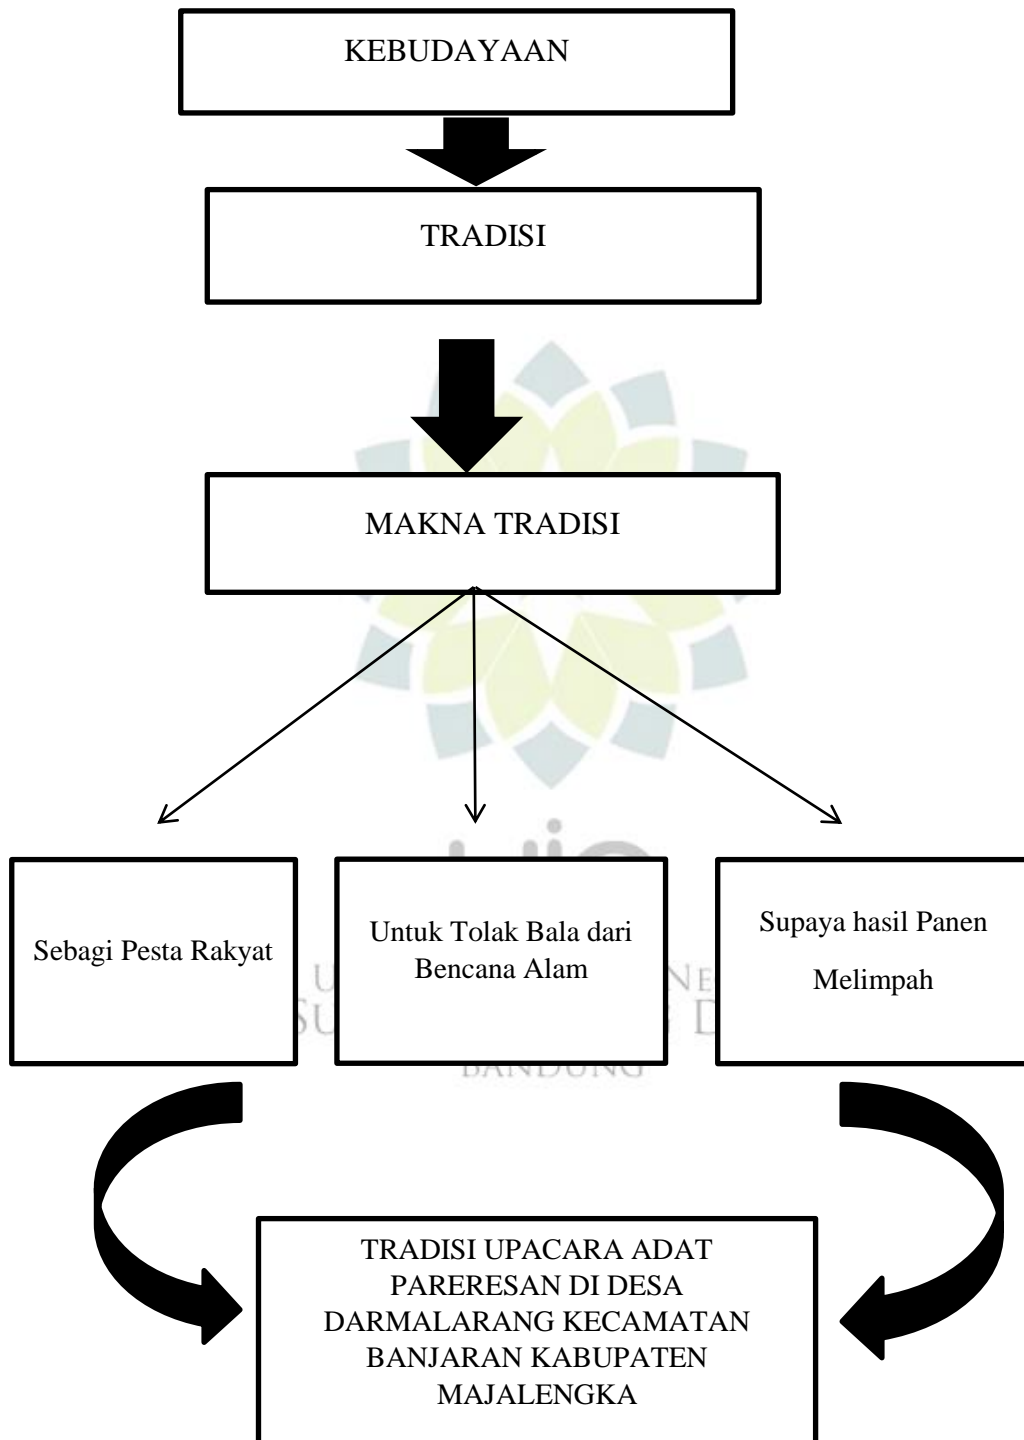 KEBUDAYAAN
TRADISI
MAKNA TRADISI
Sebagi Pesta Rakyat
Untuk Tolak Bala dari
Bencana Alam
Supaya hasil Panen
Melimpah
BANDUNG
TRADISI UPACARA ADAT
PARERESAN DI DESA
DARMALARANG KECAMATAN
BANJARAN KABUPATEN
MAJALENGKA